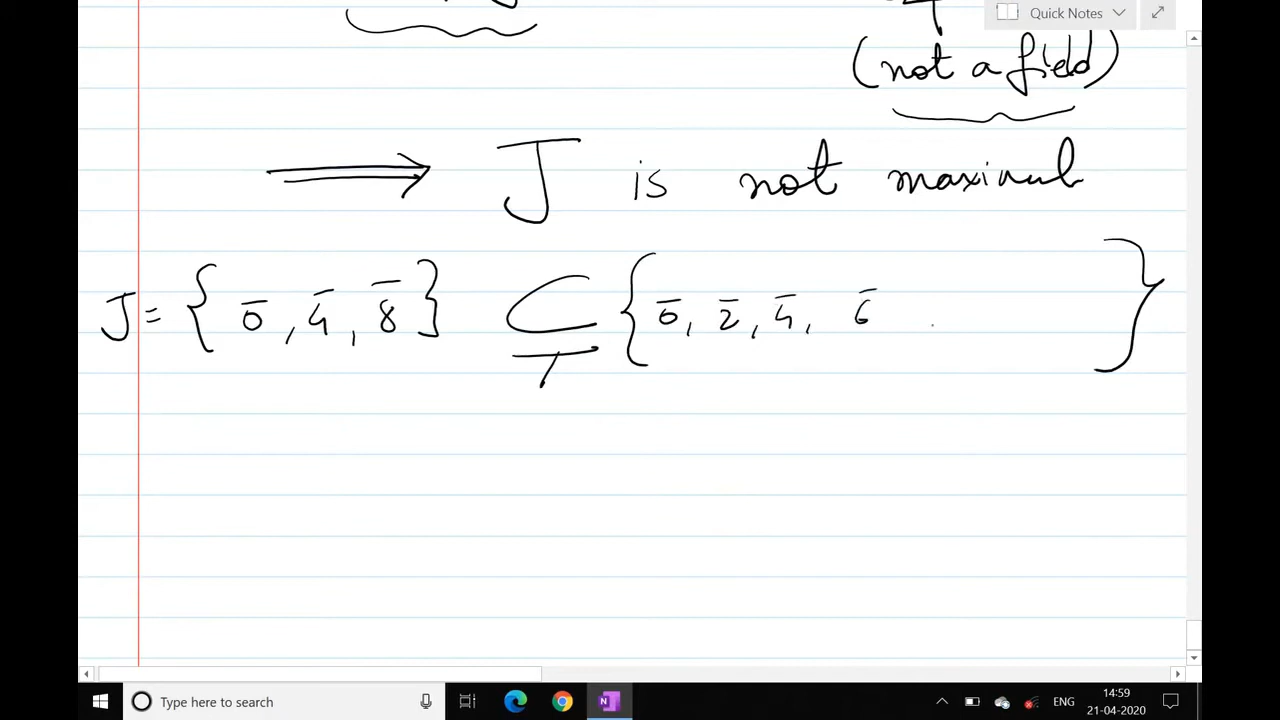 Quick Notes
(not a field)
⟹ J is not maximal
J = { 0̄, 4̄, 8̄ } ⊊ { 0̄, 2̄, 4̄, 6̄ }
Type here to search
ENG
14:59
21-04-2020